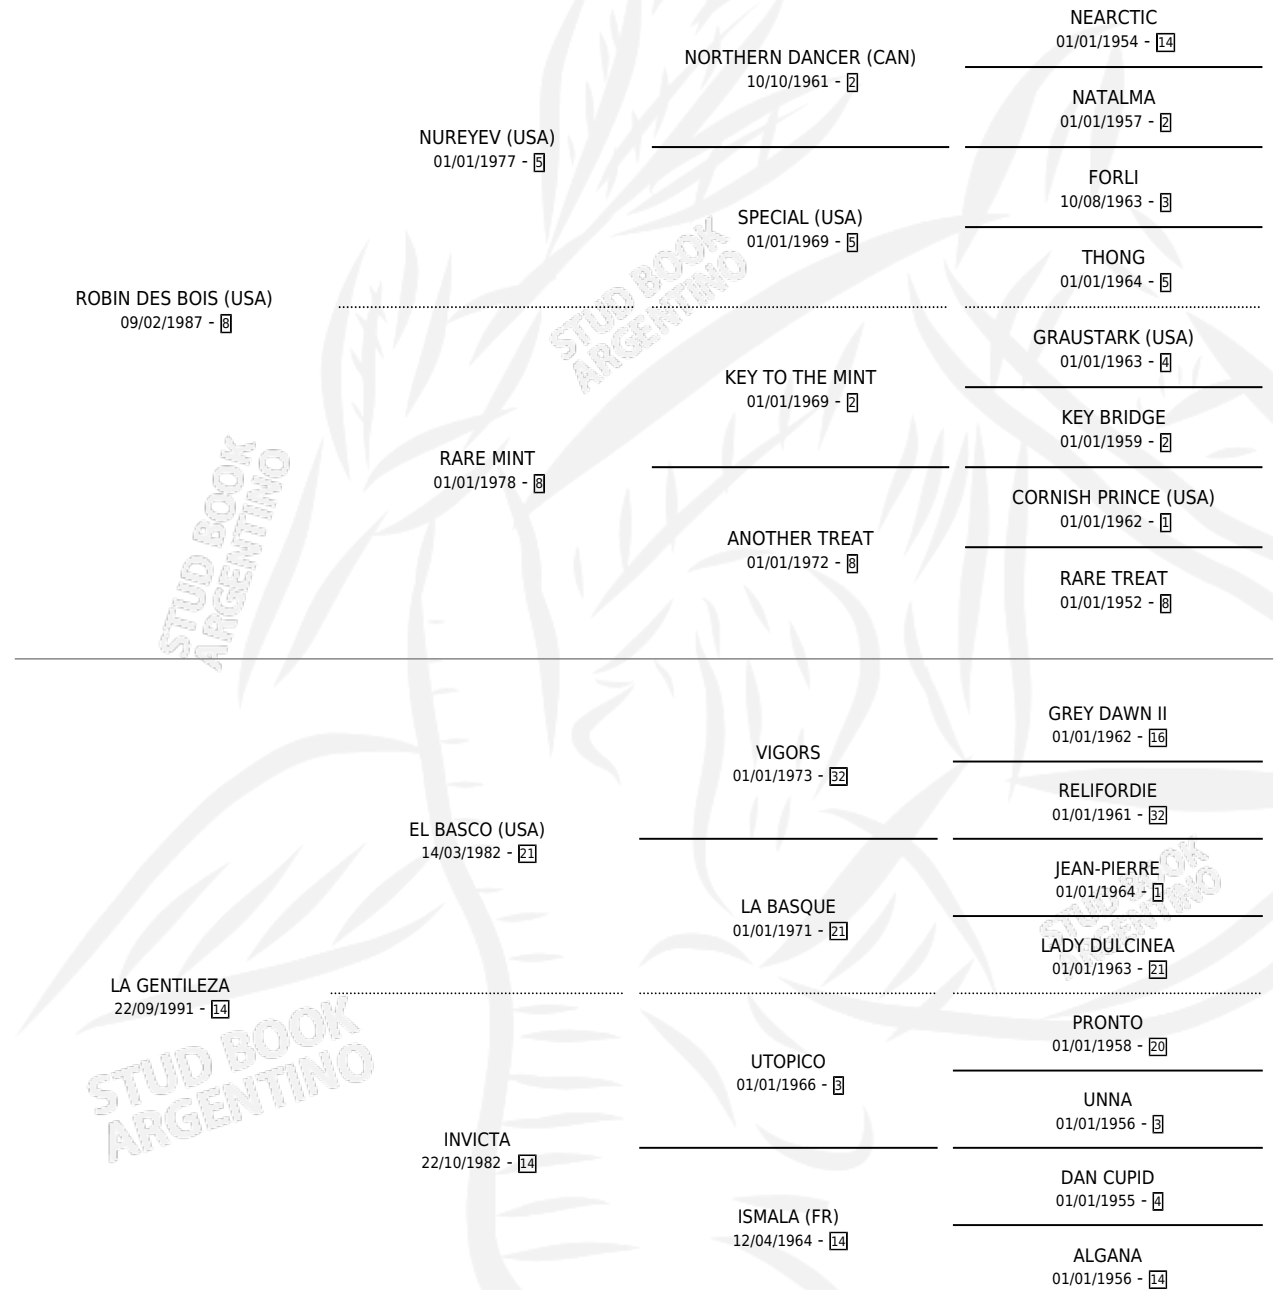 NEARCTIC
01/01/1954 - 14
NORTHERN DANCER (CAN)
10/10/1961 - 2
NATALMA
01/01/1957 - 2
NUREYEV (USA)
01/01/1977 - 5
FORLI
10/08/1963 - 3
SPECIAL (USA)
01/01/1969 - 5
THONG
01/01/1964 - 5
ROBIN DES BOIS (USA)
09/02/1987 - 8
GRAUSTARK (USA)
01/01/1963 - 4
KEY TO THE MINT
01/01/1969 - 2
KEY BRIDGE
01/01/1959 - 2
RARE MINT
01/01/1978 - 8
CORNISH PRINCE (USA)
01/01/1962 - 1
ANOTHER TREAT
01/01/1972 - 8
RARE TREAT
01/01/1952 - 8
STUD BOOK
ARGENTINO
STUD BOOK
ARGENTINO
GREY DAWN II
01/01/1962 - 16
VIGORS
01/01/1973 - 32
RELIFORDIE
01/01/1961 - 32
EL BASCO (USA)
14/03/1982 - 21
JEAN-PIERRE
01/01/1964 - 1
LA BASQUE
01/01/1971 - 21
LADY DULCINEA
01/01/1963 - 21
LA GENTILEZA
22/09/1991 - 14
PRONTO
01/01/1958 - 20
UTOPICO
01/01/1966 - 3
UNNA
01/01/1956 - 3
INVICTA
22/10/1982 - 14
DAN CUPID
01/01/1955 - 4
ISMALA (FR)
12/04/1964 - 14
ALGANA
01/01/1956 - 14
STUD BOOK
ARGENTINO
STUD BOOK
ARGENTINO